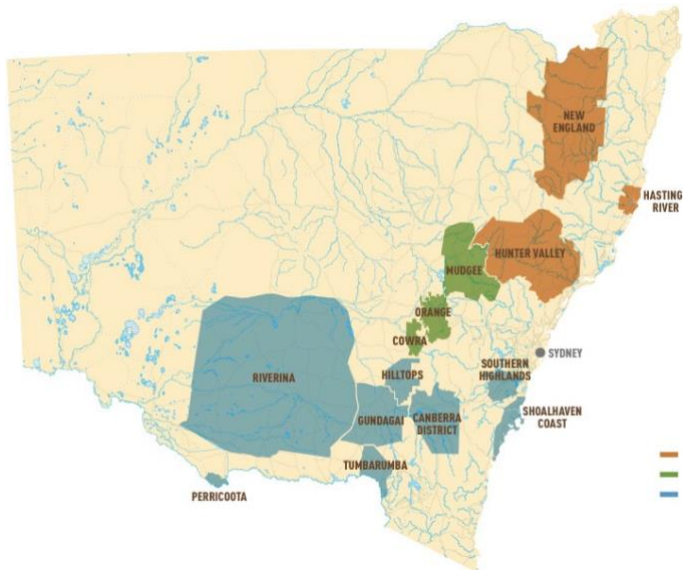 NEW
ENGLAND
HASTING
RIVER
HUNTER VALLEY
MUDGEE
ORANGE
COWRA
SYDNEY
RIVERINA
HILLTOPS
SOUTHERN
HIGHLANDS
GUNDAGAI
CANBERRA
DISTRICT
SHOALHAVEN
COAST
TUMBARUMBA
PERRICOOTA